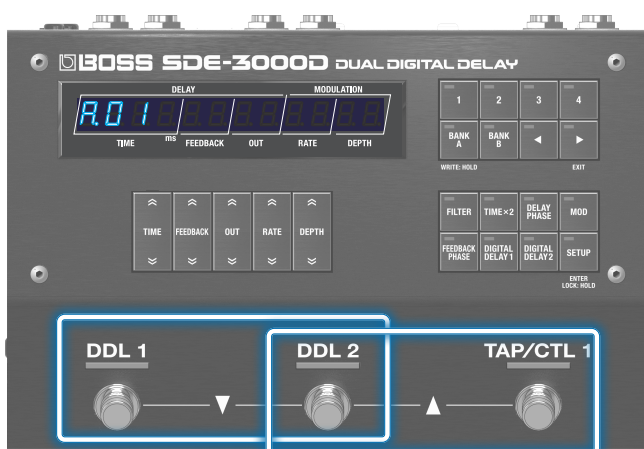 BOSS SDE-3000D DUAL DIGITAL DELAY
DELAY MODULATION
A.01
TIME ms FEEDBACK OUT RATE DEPTH
1 2 3 4
BANK A BANK B
WRITE: HOLD EXIT
TIME FEEDBACK OUT RATE DEPTH
FILTER TIME×2 DELAY PHASE MOD
FEEDBACK PHASE DIGITAL DELAY 1 DIGITAL DELAY 2 SETUP
ENTER
LOCK: HOLD
DDL 1 DDL 2 TAP/CTL 1